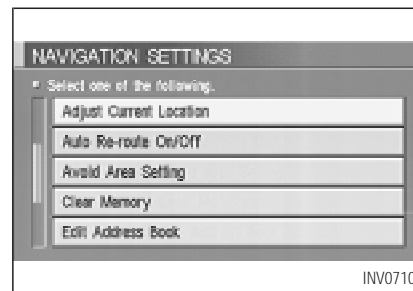 NAVIGATION SETTINGS
Select one of the following.
Adjust Current Location
Auto Re-route On/Off
Avoid Area Setting
Clear Memory
Edit Address Book
INV0710